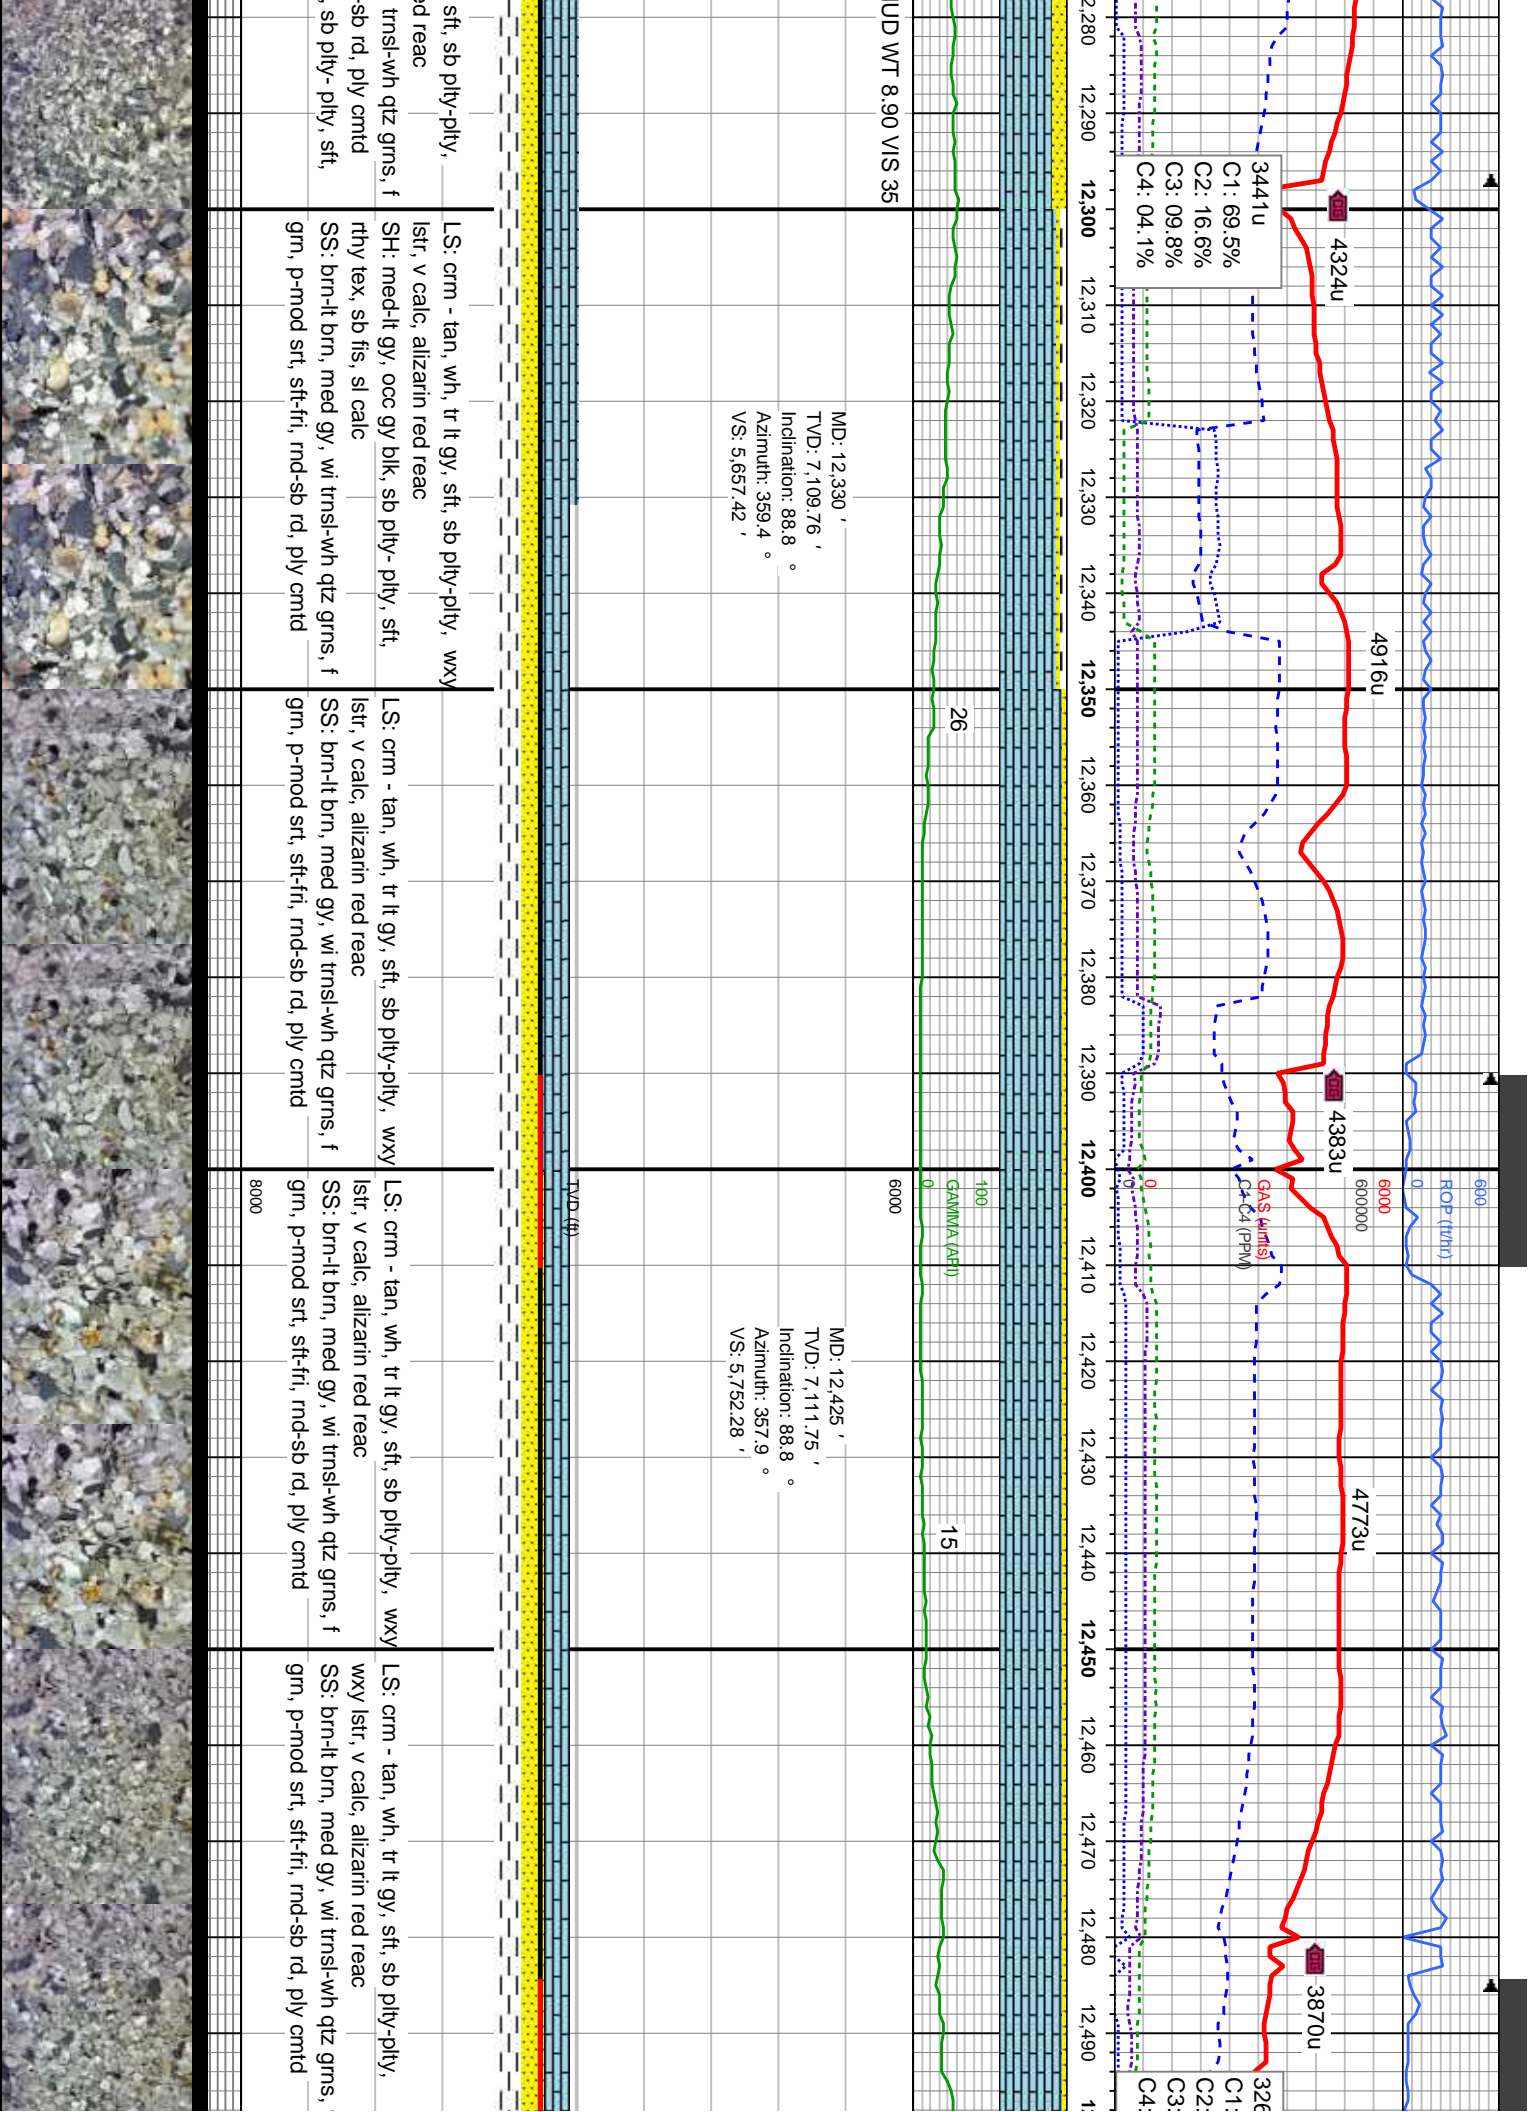 ROP (ft/hr)
600
0
4324u
4916u
4383u
4773u
3870u
6000
600000
GAS (units)
C1-C4 (PPM)
0
0
3441u
C1: 69.5%
C2: 16.6%
C3: 09.8%
C4: 04.1%
326
C1:
C2:
C3:
C4:
2,280
12,290
12,300
12,310
12,320
12,330
12,340
12,350
12,360
12,370
12,380
12,390
12,400
12,410
12,420
12,430
12,440
12,450
12,460
12,470
12,480
12,490
100
GAMMA (API)
0
26
15
UD WT 8.90 VIS 35
6000
MD: 12,330 '
TVD: 7,109.76 '
Inclination: 88.8 °
Azimuth: 359.4 °
VS: 5,657.42 '
MD: 12,425 '
TVD: 7,111.75 '
Inclination: 88.8 °
Azimuth: 357.9 °
VS: 5,752.28 '
TVD (ft)
8000
sft, sb plty-plty,
ed reac
trnsl-wh qtz grns, f
-sb rd, ply cmtd
, sb plty- plty, sft,
LS: crm - tan, wh, tr lt gy, sft, sb plty-plty, wxy
lstr, v calc, alizarin red reac
SH: med-lt gy, occ gy blk, sb plty- plty, sft,
rthy tex, sb fis, sl calc
SS: brn-lt brn, med gy, wi trnsl-wh qtz grns, f
grn, p-mod srt, sft-fri, rnd-sb rd, ply cmtd
LS: crm - tan, wh, tr lt gy, sft, sb plty-plty, wxy
lstr, v calc, alizarin red reac
SS: brn-lt brn, med gy, wi trnsl-wh qtz grns, f
grn, p-mod srt, sft-fri, rnd-sb rd, ply cmtd
LS: crm - tan, wh, tr lt gy, sft, sb plty-plty, wxy
lstr, v calc, alizarin red reac
SS: brn-lt brn, med gy, wi trnsl-wh qtz grns, f
grn, p-mod srt, sft-fri, rnd-sb rd, ply cmtd
LS: crm - tan, wh, tr lt gy, sft, sb plty-plty,
wxy lstr, v calc, alizarin red reac
SS: brn-lt brn, med gy, wi trnsl-wh qtz grns,
grn, p-mod srt, sft-fri, rnd-sb rd, ply cmtd